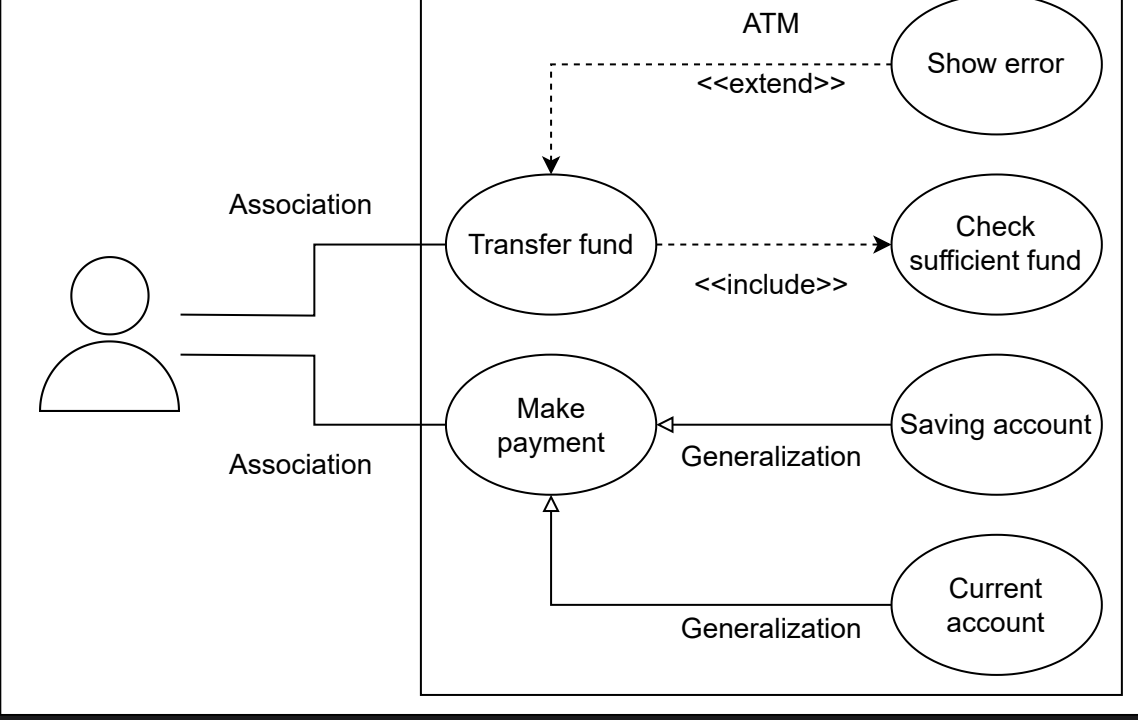 ATM
Show error
<<extend>>
Association
Transfer fund
Check
sufficient fund
<<include>>
Make
payment
Saving account
Generalization
Association
Current
account
Generalization